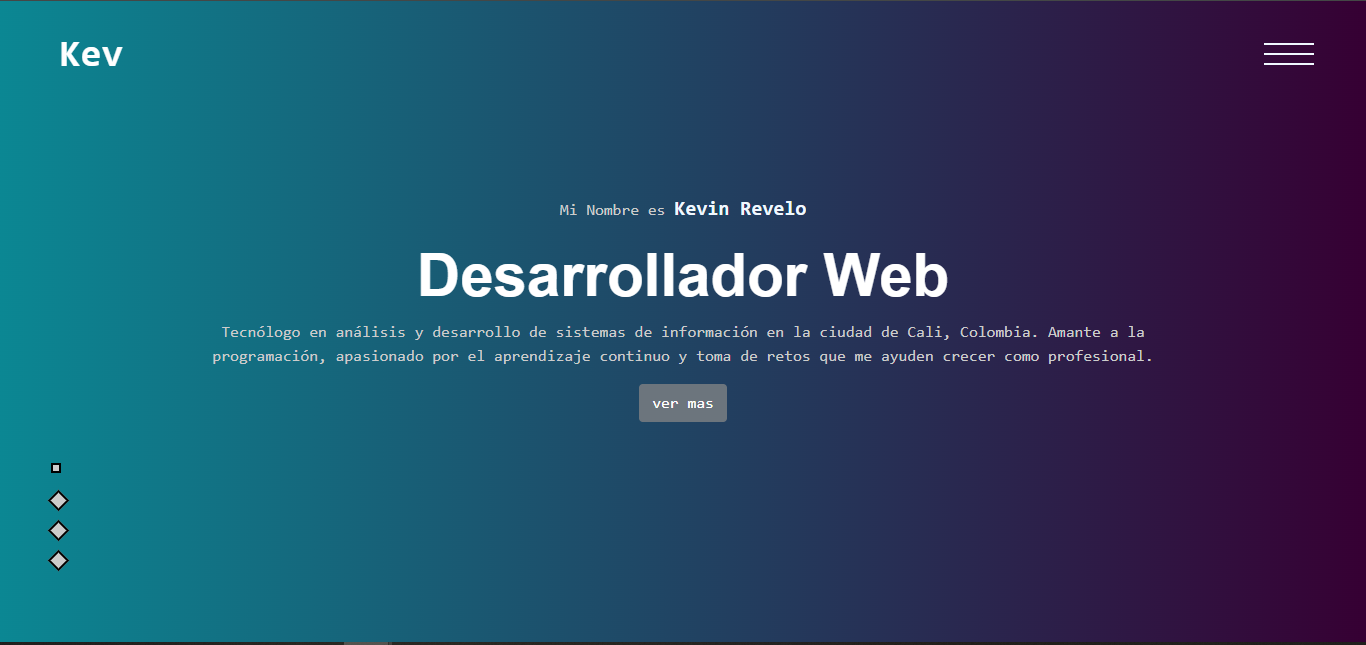 Kev
Mi Nombre es Kevin Revelo
Desarrollador Web
Tecnólogo en análisis y desarrollo de sistemas de información en la ciudad de Cali, Colombia. Amante a la
programación, apasionado por el aprendizaje continuo y toma de retos que me ayuden crecer como profesional.
ver mas